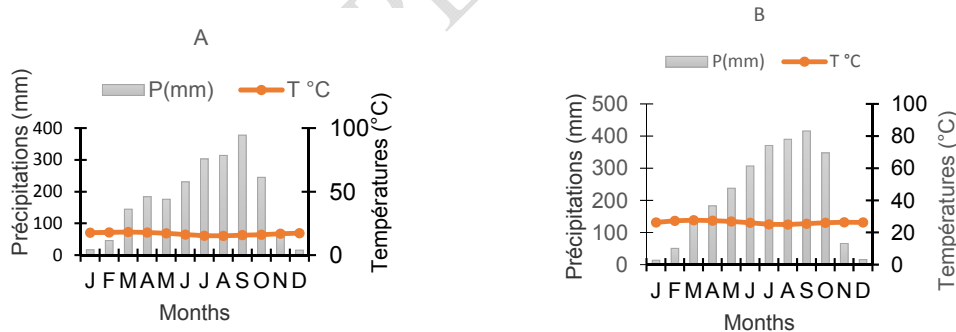 A
P(mm) T °C
Précipitations (mm)
400
300
200
100
0
100
50
0
Températures (°C)
J F M A M J J A S O N D
Months
B
P(mm) T °C
Précipitations (mm)
500
400
300
200
100
0
100
80
60
40
20
0
Températures (°C)
J F M A M J J A S O N D
Months